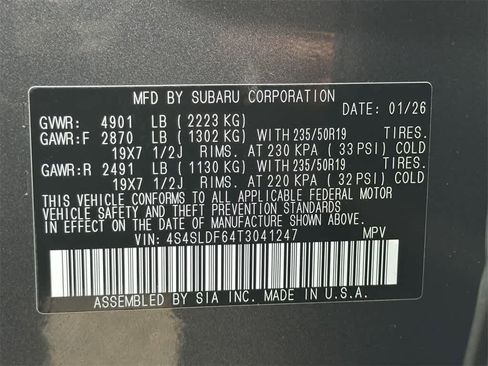 MFD BY SUBARU CORPORATION
DATE: 01/26
GVWR: 4901 LB ( 2223 KG)
GAWR:F 2870 LB ( 1302 KG) WITH 235/50R19 TIRES.
19X7 1/2J RIMS. AT 230 KPA ( 33 PSI) COLD
GAWR:R 2491 LB ( 1130 KG) WITH 235/50R19 TIRES.
19X7 1/2J RIMS. AT 220 KPA ( 32 PSI) COLD
THIS VEHICLE CONFORMS TO ALL APPLICABLE FEDERAL MOTOR
VEHICLE SAFETY AND THEFT PREVENTION STANDARDS
IN EFFECT ON THE DATE OF MANUFACTURE SHOWN ABOVE.
VIN: 4S4SLDF64T3041247 MPV
ASSEMBLED BY SIA INC. MADE IN U.S.A.